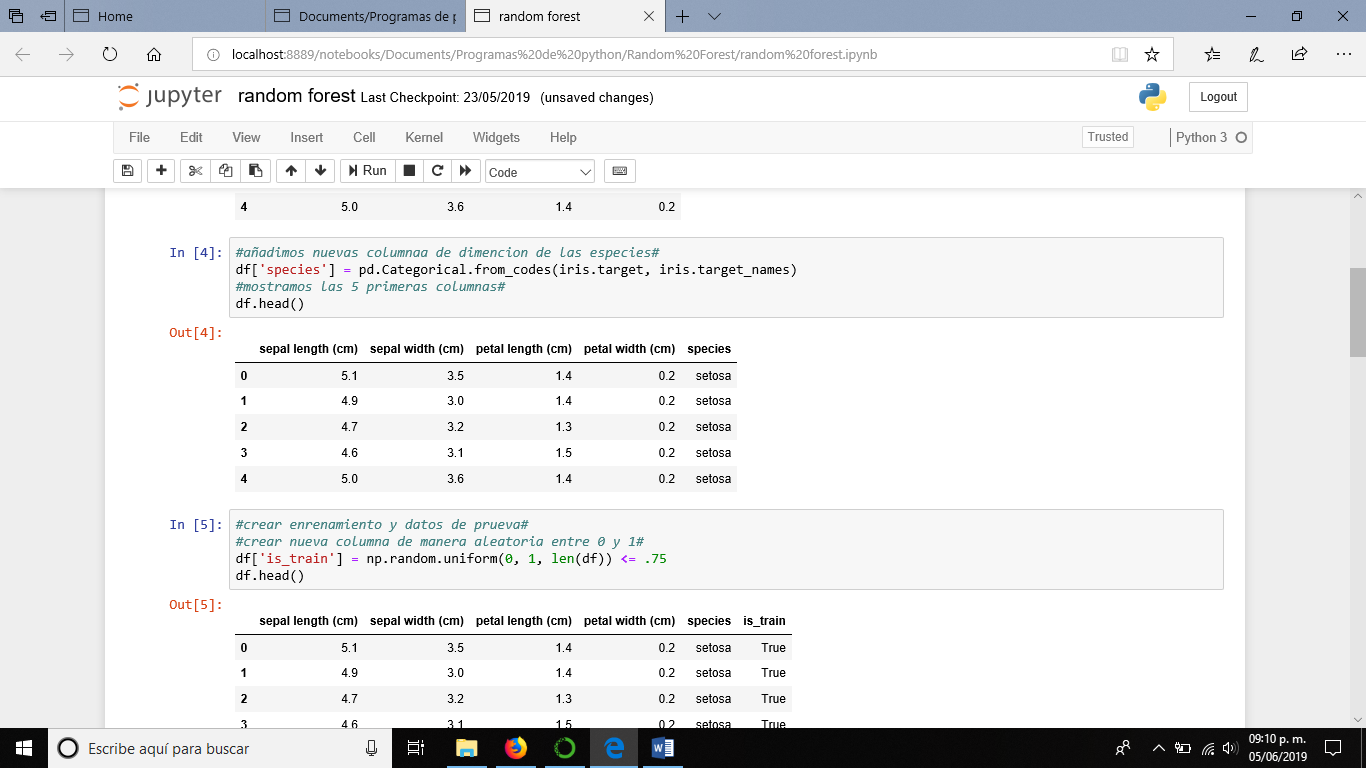 Home
Documents/Programas de p
random forest
localhost:8889/notebooks/Documents/Programas%20de%20python/Random%20Forest/random%20forest.ipynb
jupyter random forest Last Checkpoint: 23/05/2019 (unsaved changes)
Logout
File Edit View Insert Cell Kernel Widgets Help
Trusted
Python 3
Run
Code
4 5.0 3.6 1.4 0.2
In [4]:
#añadimos nuevas columnaa de dimencion de las especies#
df['species'] = pd.Categorical.from_codes(iris.target, iris.target_names)
#mostramos las 5 primeras columnas#
df.head()
Out[4]:
sepal length (cm) sepal width (cm) petal length (cm) petal width (cm) species
0 5.1 3.5 1.4 0.2 setosa
1 4.9 3.0 1.4 0.2 setosa
2 4.7 3.2 1.3 0.2 setosa
3 4.6 3.1 1.5 0.2 setosa
4 5.0 3.6 1.4 0.2 setosa
In [5]:
#crear enrenamiento y datos de prueva#
#crear nueva columna de manera aleatoria entre 0 y 1#
df['is_train'] = np.random.uniform(0, 1, len(df)) <= .75
df.head()
Out[5]:
sepal length (cm) sepal width (cm) petal length (cm) petal width (cm) species is_train
0 5.1 3.5 1.4 0.2 setosa True
1 4.9 3.0 1.4 0.2 setosa True
2 4.7 3.2 1.3 0.2 setosa True
3 4.6 3.1 1.5 0.2 setosa True
Escribe aquí para buscar
09:10 p. m.
05/06/2019